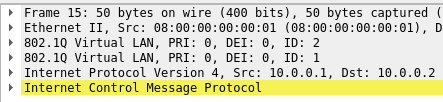 Frame 15: 50 bytes on wire (400 bits), 50 bytes captured (
Ethernet II, Src: 08:00:00:00:00:01 (08:00:00:00:00:01), D
802.1Q Virtual LAN, PRI: 0, DEI: 0, ID: 2
802.1Q Virtual LAN, PRI: 0, DEI: 0, ID: 1
Internet Protocol Version 4, Src: 10.0.0.1, Dst: 10.0.0.2
Internet Control Message Protocol